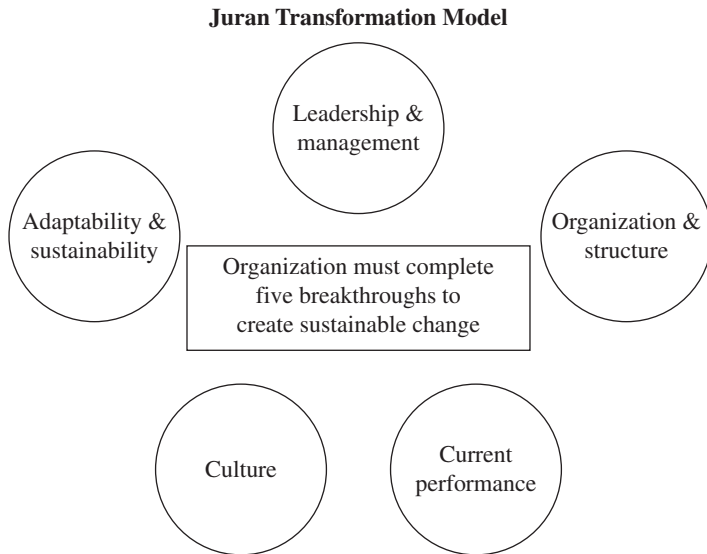 Juran Transformation Model
Leadership &
management
Adaptability &
sustainability
Organization &
structure
Organization must complete
five breakthroughs to
create sustainable change
Culture
Current
performance